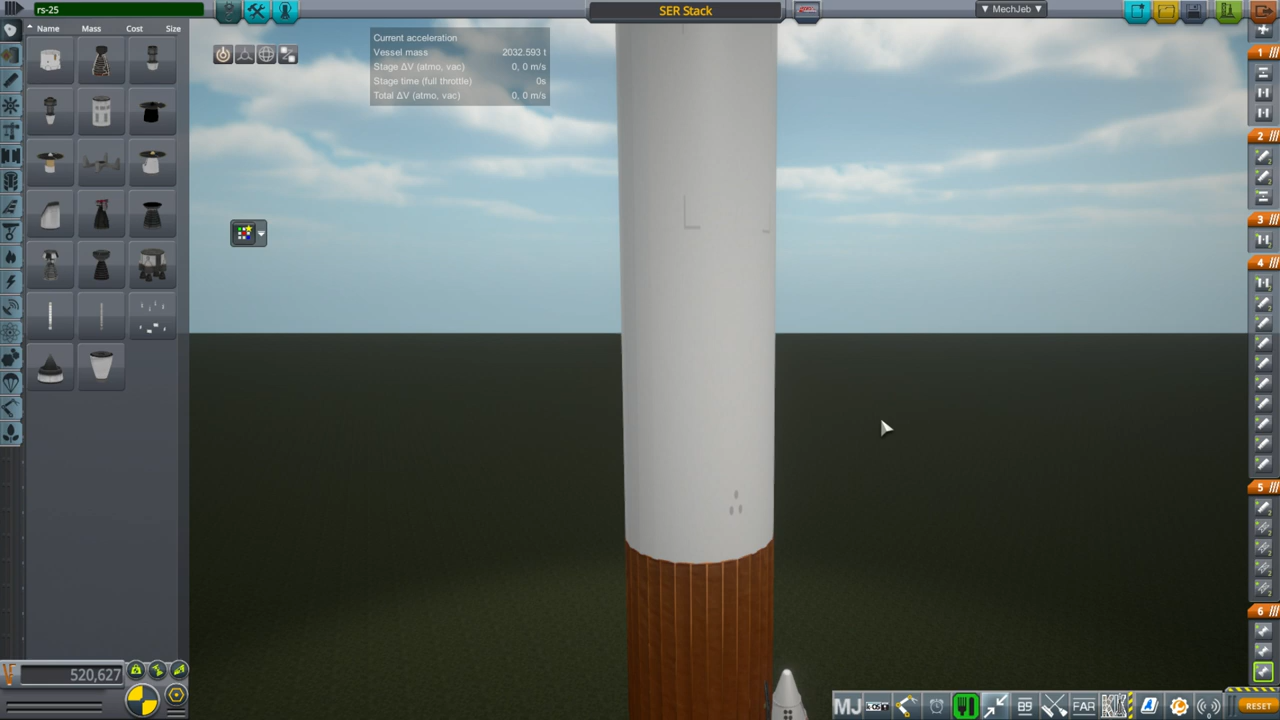 rs-25
SER Stack
▼ MechJeb ▼
Name Mass Cost Size
Current acceleration
Vessel mass 2032.593 t
Stage ΔV (atmo, vac) 0, 0 m/s
Stage time (full throttle) 0s
Total ΔV (atmo, vac) 0, 0 m/s
1
2
3
4
5
6
520,627
MJ
kOS
89
FAR
RESET